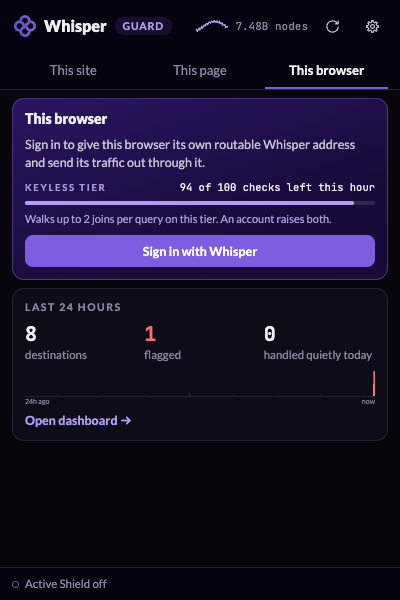 Whisper GUARD 7.48B nodes
This site This page This browser
This browser
Sign in to give this browser its own routable Whisper address
and send its traffic out through it.
KEYLESS TIER 94 of 100 checks left this hour
Walks up to 2 joins per query on this tier. An account raises both.
Sign in with Whisper
LAST 24 HOURS
8 1 0
destinations flagged handled quietly today
24h ago now
Open dashboard →
Active Shield off